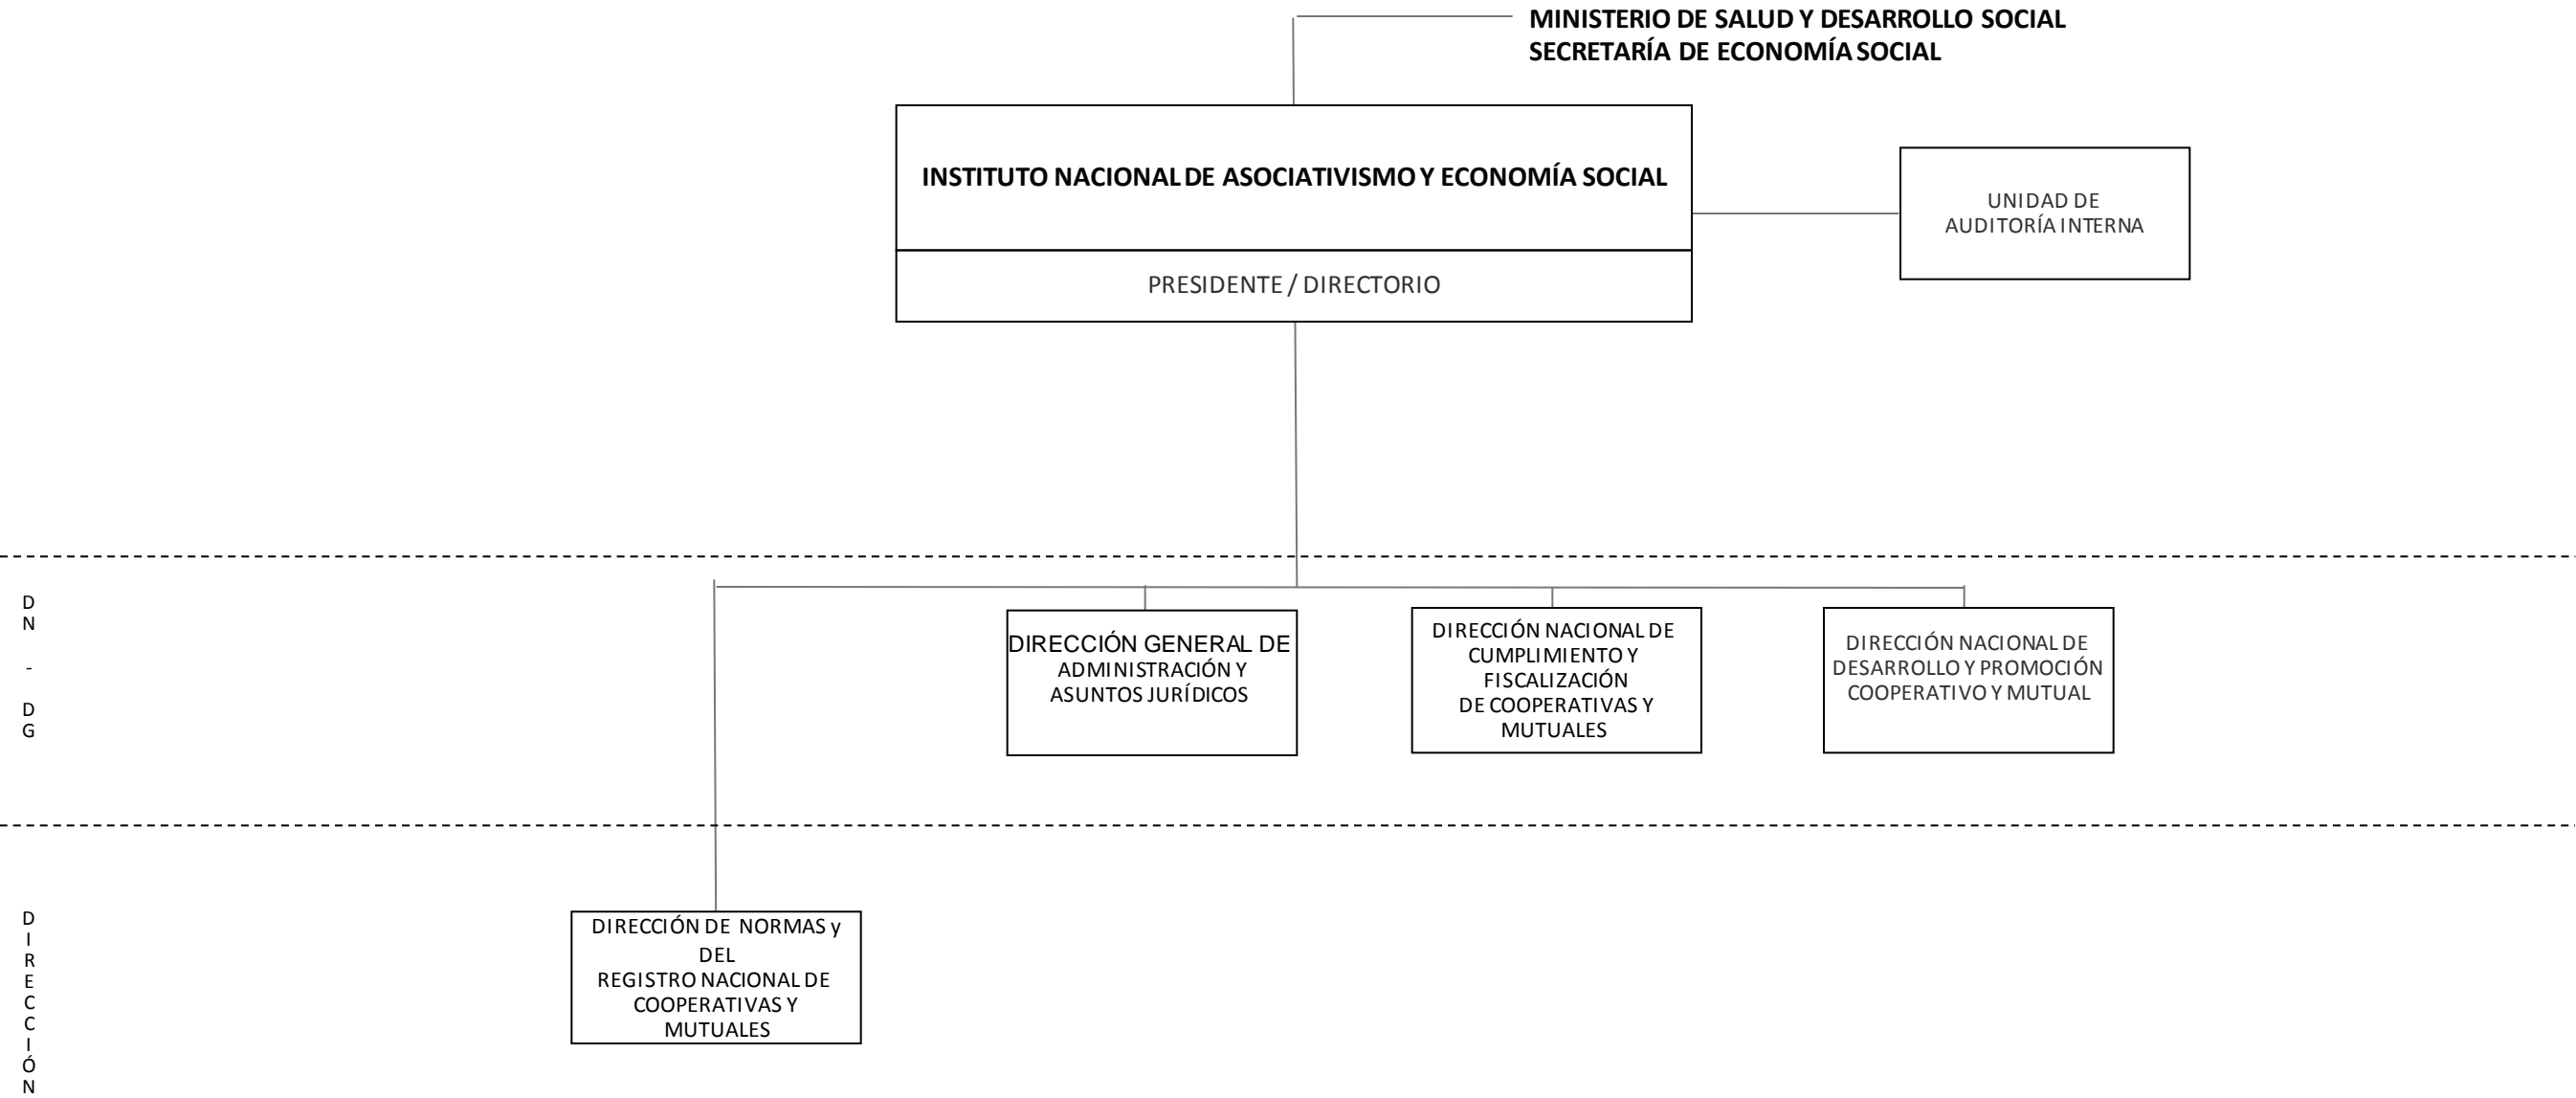 MINISTERIO DE SALUD Y DESARROLLO SOCIAL
SECRETARÍA DE ECONOMÍA SOCIAL
INSTITUTO NACIONAL DE ASOCIATIVISMO Y ECONOMÍA SOCIAL
PRESIDENTE / DIRECTORIO
UNIDAD DE
AUDITORÍA INTERNA
D
N
-
D
G
DIRECCIÓN GENERAL DE
ADMINISTRACIÓN Y
ASUNTOS JURÍDICOS
DIRECCIÓN NACIONAL DE
CUMPLIMIENTO Y
FISCALIZACIÓN
DE COOPERATIVAS Y
MUTUALES
DIRECCIÓN NACIONAL DE
DESARROLLO Y PROMOCIÓN
COOPERATIVO Y MUTUAL
D
I
R
E
C
C
I
Ó
N
DIRECCIÓN DE NORMAS y
DEL
REGISTRO NACIONAL DE
COOPERATIVAS Y
MUTUALES